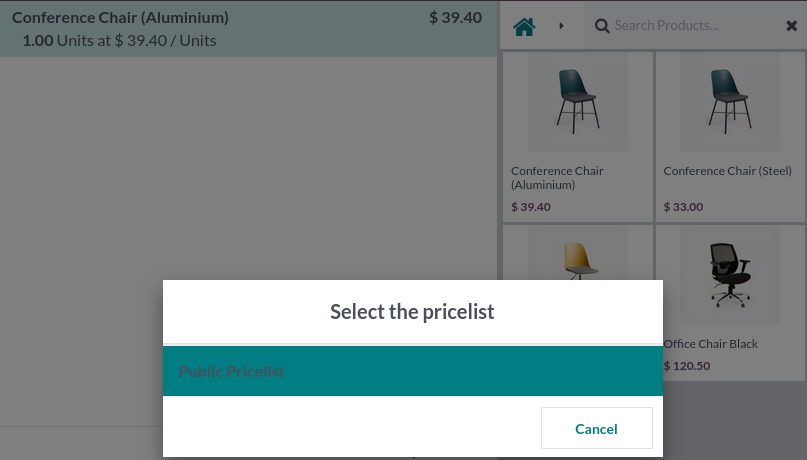 Conference Chair (Aluminium) $ 39.40
1.00 Units at $ 39.40 / Units
Search Products...
Conference Chair (Aluminium)
$ 39.40
Conference Chair (Steel)
$ 33.00
Office Chair Black
$ 120.50
Select the pricelist
Public Pricelist
Cancel